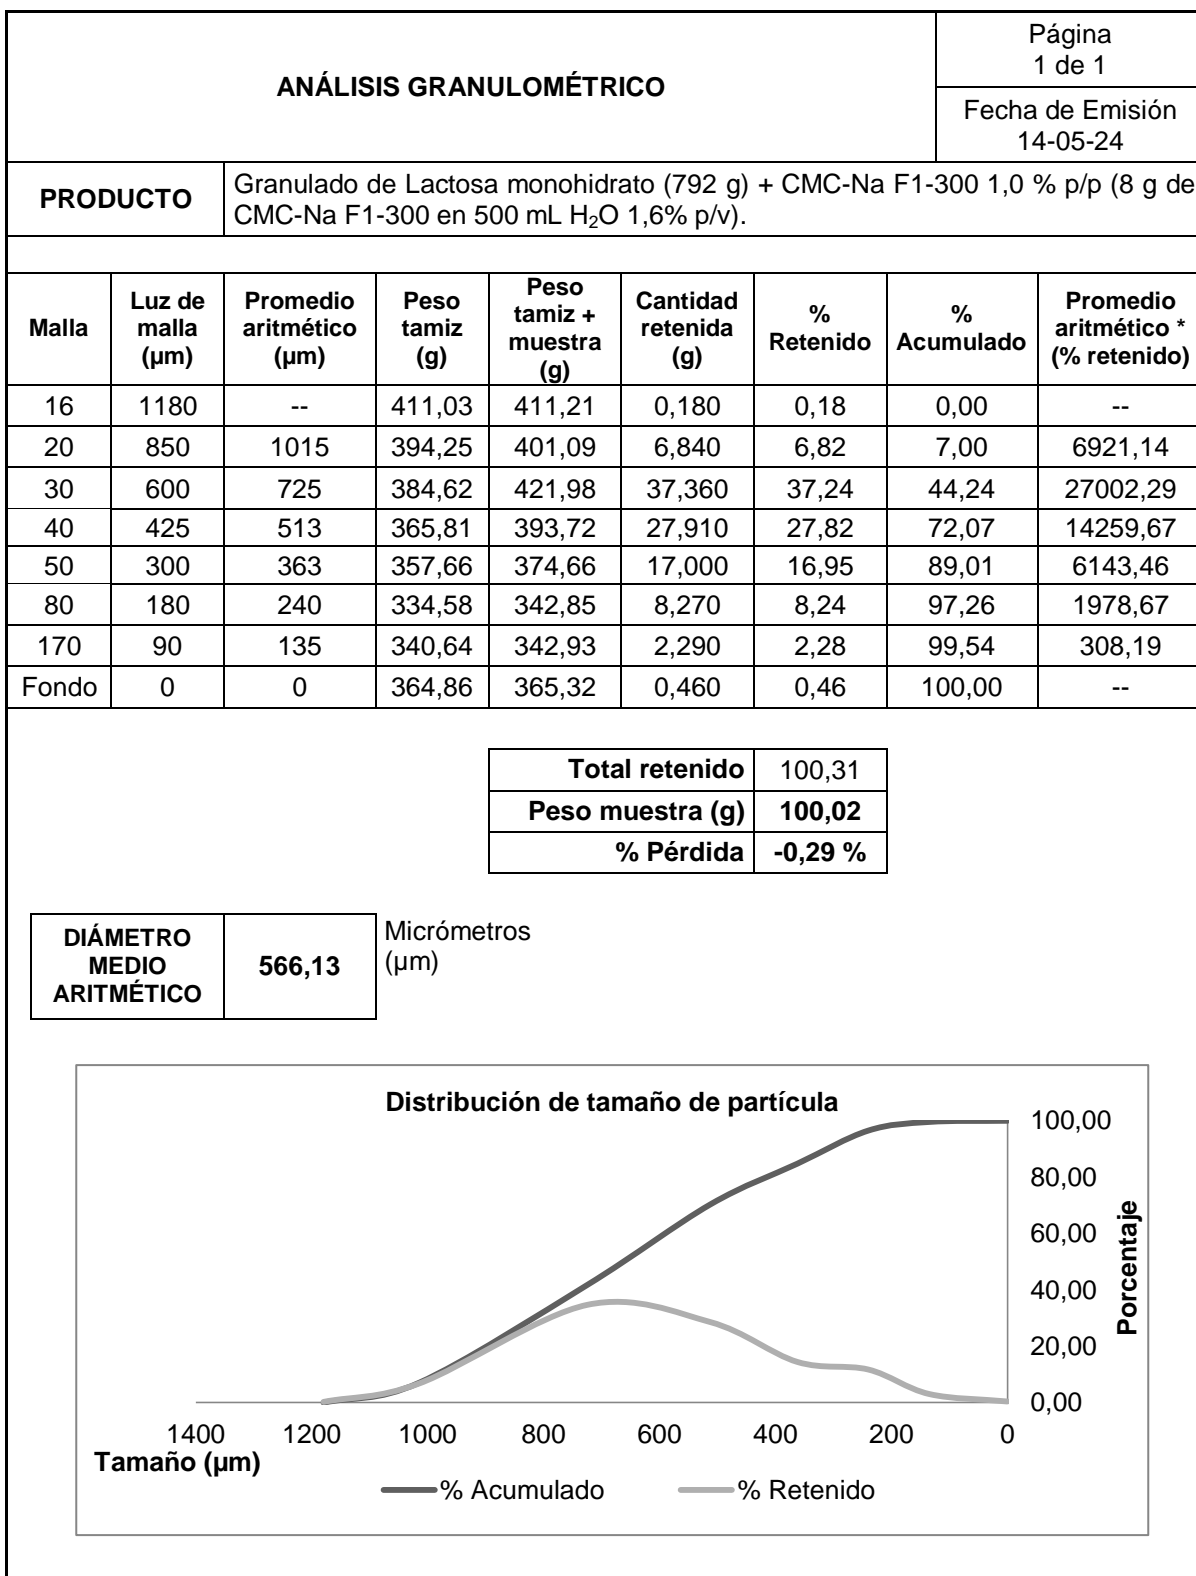 ANÁLISIS GRANULOMÉTRICO
Página
1 de 1
Fecha de Emisión
14-05-24
PRODUCTO
Granulado de Lactosa monohidrato (792 g) + CMC-Na F1-300 1,0 % p/p (8 g de
CMC-Na F1-300 en 500 mL H₂O 1,6% p/v).
Malla Luz de malla (µm) Promedio aritmético (µm) Peso tamiz (g) Peso tamiz + muestra (g) Cantidad retenida (g) % Retenido % Acumulado Promedio aritmético * (% retenido)
16 1180 -- 411,03 411,21 0,180 0,18 0,00 --
20 850 1015 394,25 401,09 6,840 6,82 7,00 6921,14
30 600 725 384,62 421,98 37,360 37,24 44,24 27002,29
40 425 513 365,81 393,72 27,910 27,82 72,07 14259,67
50 300 363 357,66 374,66 17,000 16,95 89,01 6143,46
80 180 240 334,58 342,85 8,270 8,24 97,26 1978,67
170 90 135 340,64 342,93 2,290 2,28 99,54 308,19
Fondo 0 0 364,86 365,32 0,460 0,46 100,00 --
Total retenido 100,31
Peso muestra (g) 100,02
% Pérdida -0,29 %
DIÁMETRO
MEDIO
ARITMÉTICO
566,13
Micrómetros
(µm)
Distribución de tamaño de partícula
100,00
80,00
60,00
40,00
20,00
0,00
Porcentaje
1400 1200 1000 800 600 400 200 0
Tamaño (µm)
% Acumulado % Retenido